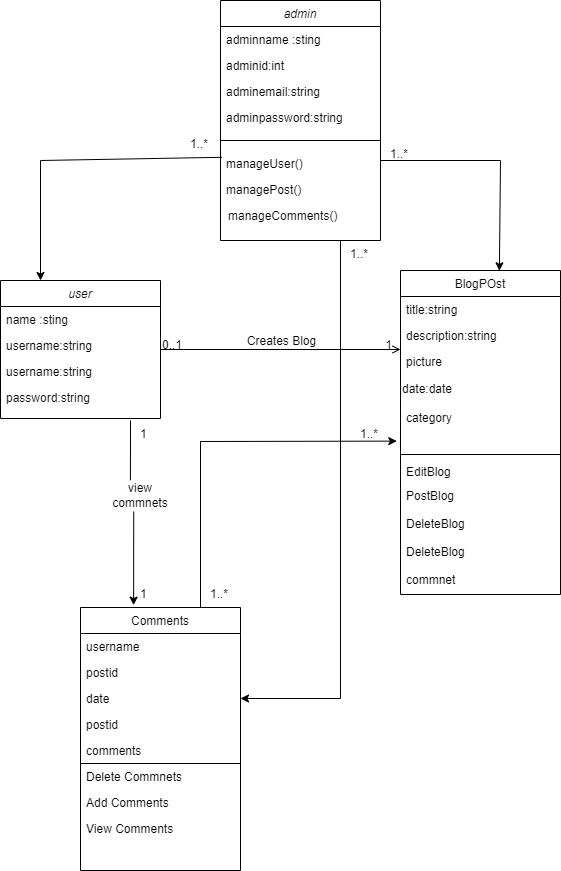 admin
adminname :sting
adminid:int
adminemail:string
adminpassword:string
manageUser()
managePost()
manageComments()
1..*
1..*
1..*
user
name :sting
username:string
username:string
password:string
BlogPOst
title:string
description:string
picture
date:date
category
EditBlog
PostBlog
DeleteBlog
DeleteBlog
commnet
0..1
Creates Blog
1
1
view
commnets
1
1..*
1..*
Comments
username
postid
date
postid
comments
Delete Commnets
Add Comments
View Comments